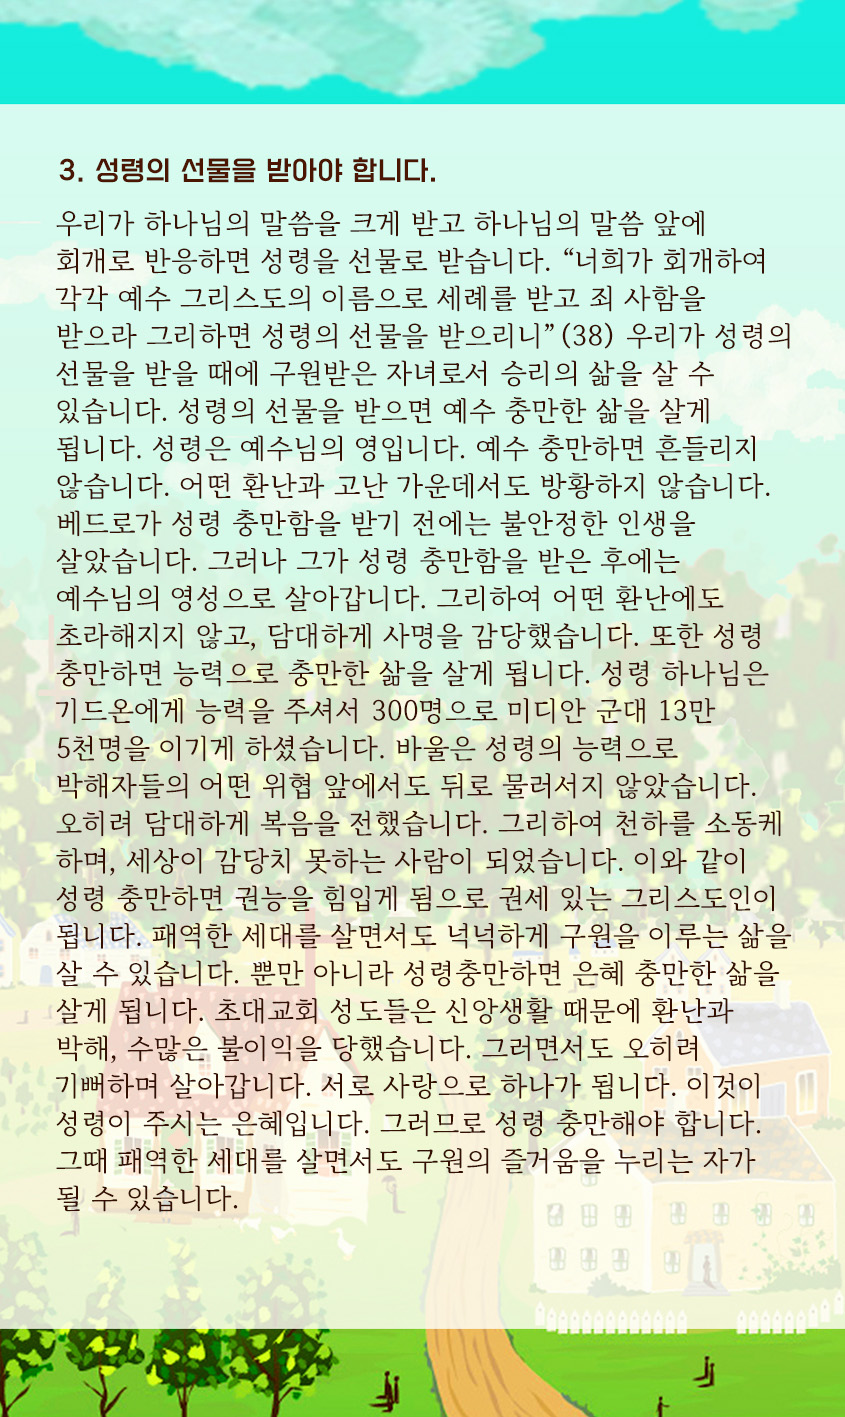 3. 성령의 선물을 받아야 합니다.
우리가 하나님의 말씀을 크게 받고 하나님의 말씀 앞에
회개로 반응하면 성령을 선물로 받습니다. “너희가 회개하여
각각 예수 그리스도의 이름으로 세례를 받고 죄 사함을
받으라 그리하면 성령의 선물을 받으리니” (38) 우리가 성령의
선물을 받을 때에 구원받은 자녀로서 승리의 삶을 살 수
있습니다. 성령의 선물을 받으면 예수 충만한 삶을 살게
됩니다. 성령은 예수님의 영입니다. 예수 충만하면 흔들리지
않습니다. 어떤 환난과 고난 가운데서도 방황하지 않습니다.
베드로가 성령 충만함을 받기 전에는 불안정한 인생을
살았습니다. 그러나 그가 성령 충만함을 받은 후에는
예수님의 영성으로 살아갑니다. 그리하여 어떤 환난에도
초라해지지 않고, 담대하게 사명을 감당했습니다. 또한 성령
충만하면 능력으로 충만한 삶을 살게 됩니다. 성령 하나님은
기드온에게 능력을 주셔서 300명으로 미디안 군대 13만
5천명을 이기게 하셨습니다. 바울은 성령의 능력으로
박해자들의 어떤 위협 앞에서도 뒤로 물러서지 않았습니다.
오히려 담대하게 복음을 전했습니다. 그리하여 천하를 소동케
하며, 세상이 감당치 못하는 사람이 되었습니다. 이와 같이
성령 충만하면 권능을 힘입게 됨으로 권세 있는 그리스도인이
됩니다. 패역한 세대를 살면서도 넉넉하게 구원을 이루는 삶을
살 수 있습니다. 뿐만 아니라 성령충만하면 은혜 충만한 삶을
살게 됩니다. 초대교회 성도들은 신앙생활 때문에 환난과
박해, 수많은 불이익을 당했습니다. 그러면서도 오히려
기뻐하며 살아갑니다. 서로 사랑으로 하나가 됩니다. 이것이
성령이 주시는 은혜입니다. 그러므로 성령 충만해야 합니다.
그때 패역한 세대를 살면서도 구원의 즐거움을 누리는 자가
될 수 있습니다.